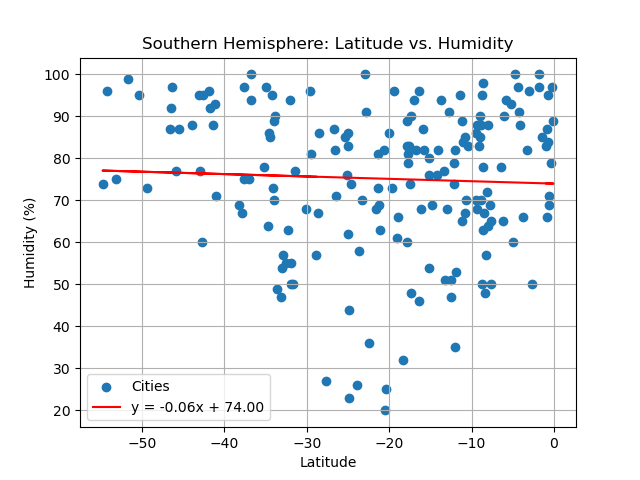 Southern Hemisphere: Latitude vs. Humidity
Humidity (%)
100
90
80
70
60
50
40
30
20
Cities
y = -0.06x + 74.00
−50 −40 −30 −20 −10 0
Latitude